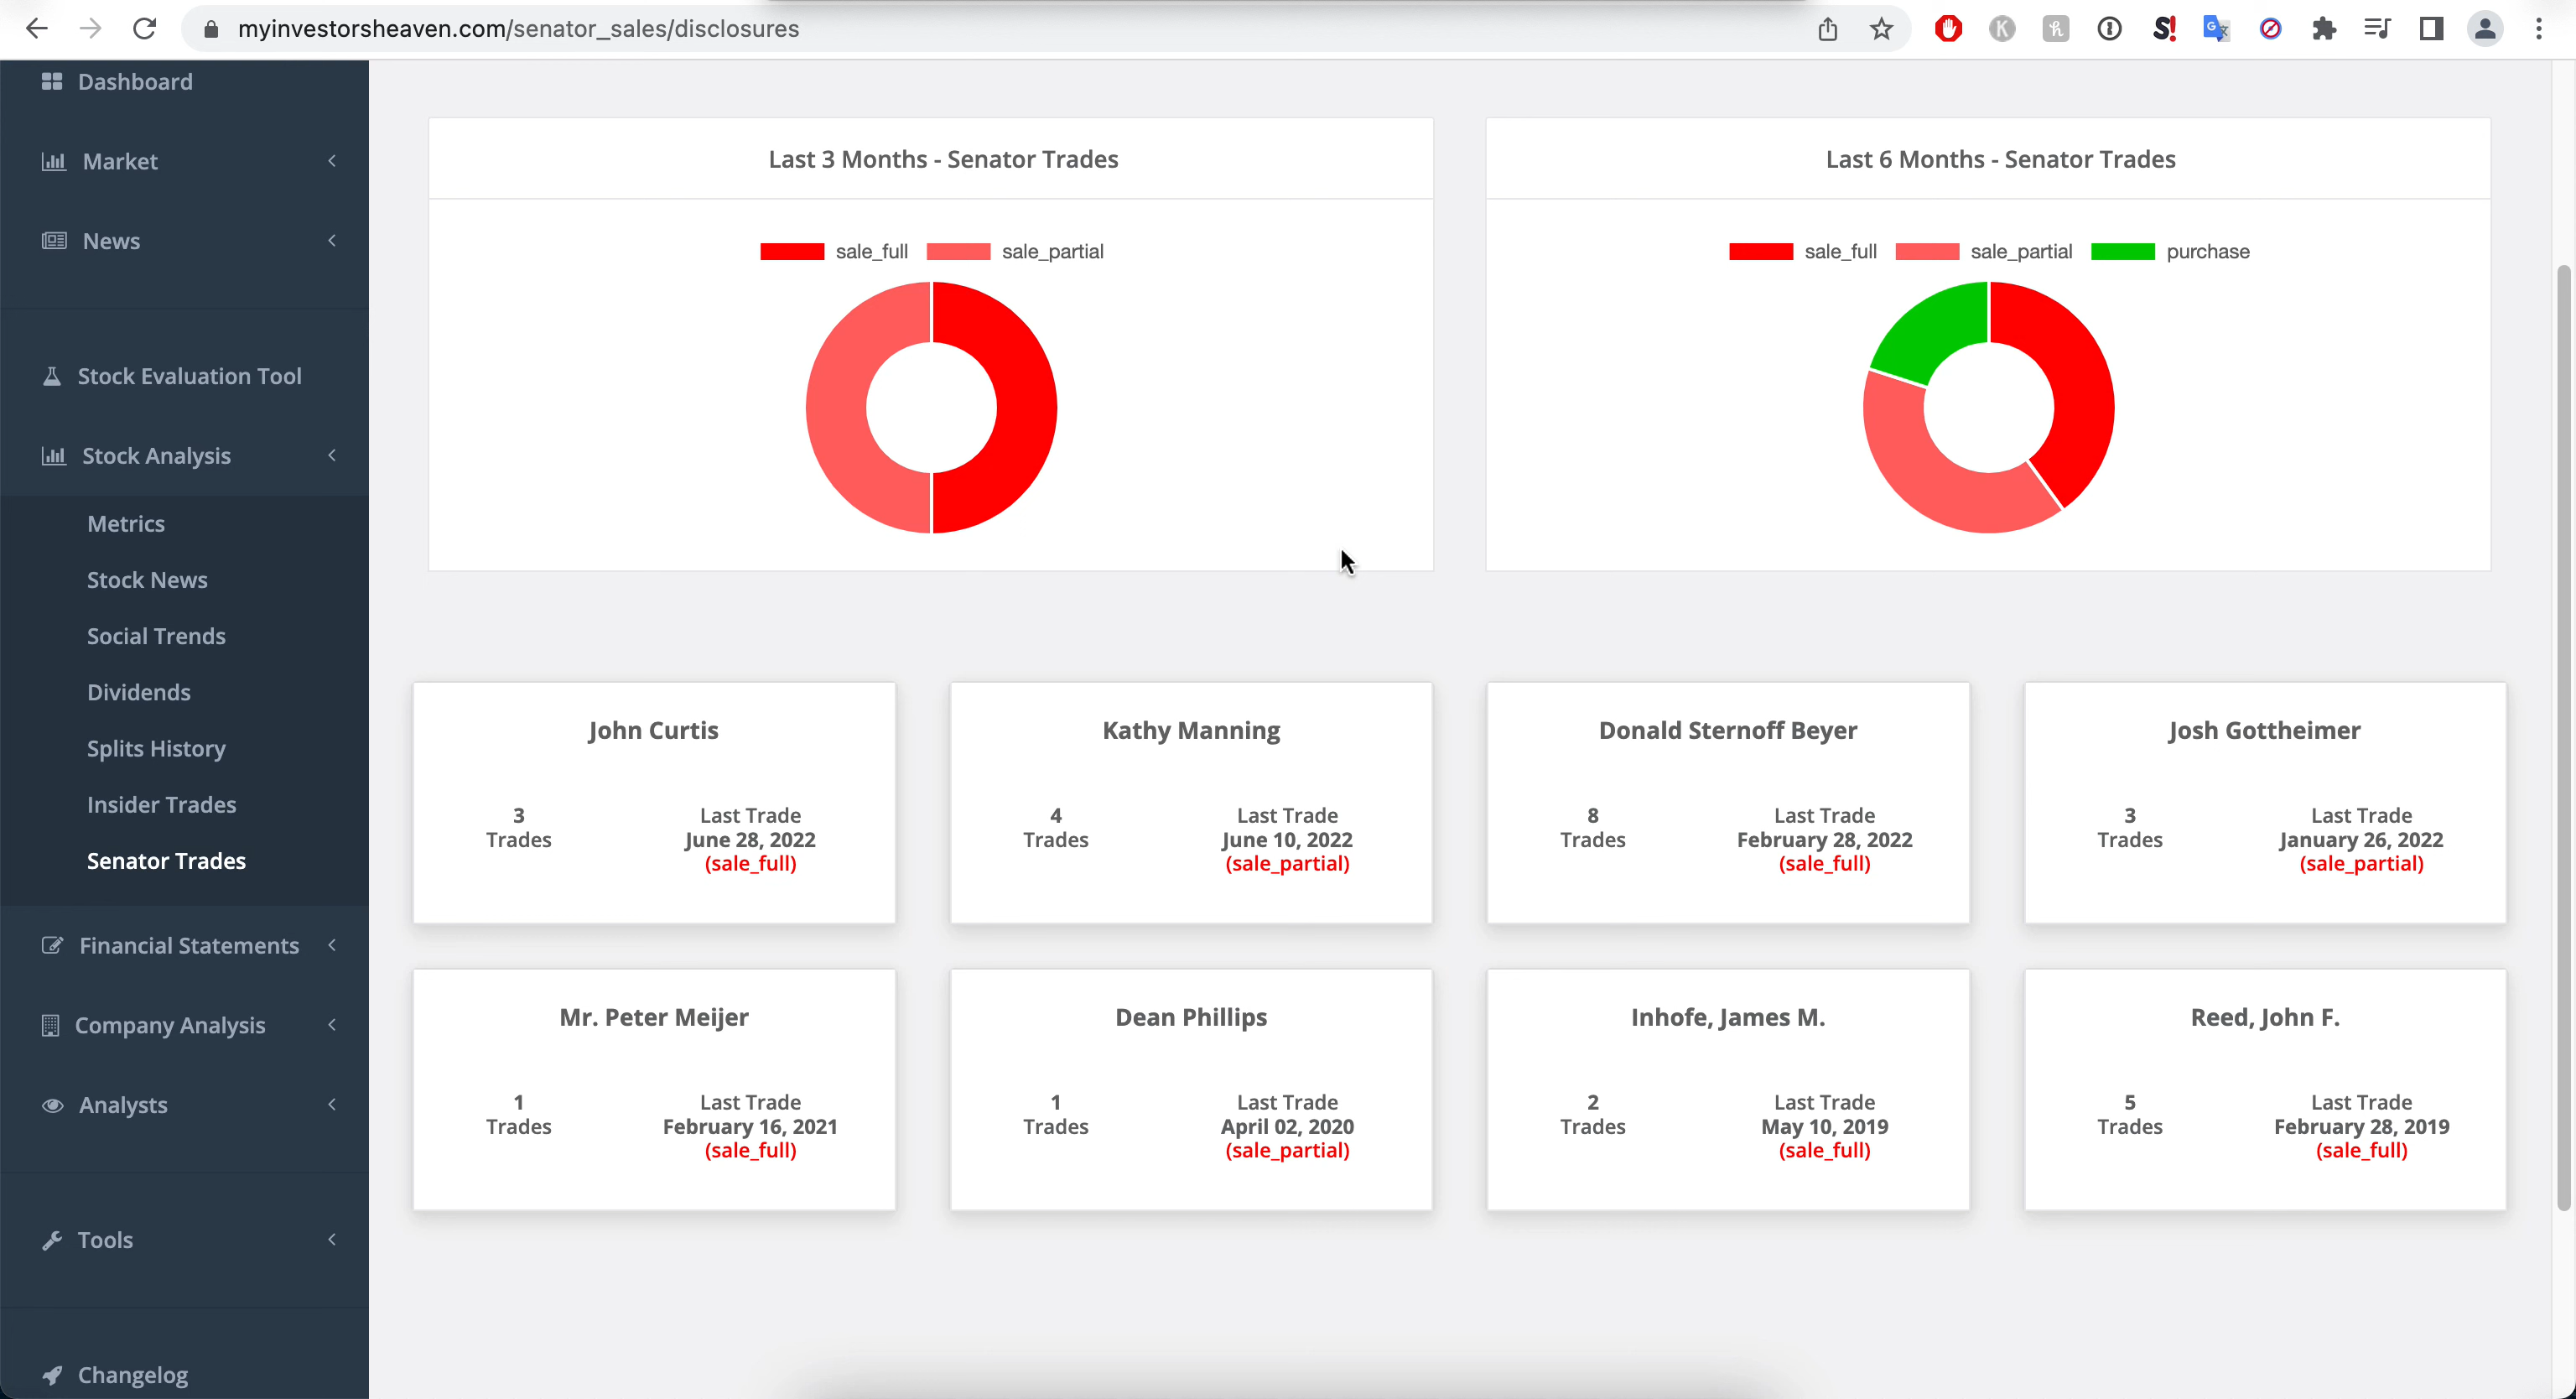 myinvestorsheaven.com/senator_sales/disclosures
Dashboard
Market
News
Stock Evaluation Tool
Stock Analysis
Metrics
Stock News
Social Trends
Dividends
Splits History
Insider Trades
Senator Trades
Financial Statements
Company Analysis
Analysts
Tools
Changelog
Last 3 Months - Senator Trades
sale_full sale_partial
Last 6 Months - Senator Trades
sale_full sale_partial purchase
John Curtis
3
Trades
Last Trade
June 28, 2022
(sale_full)
Kathy Manning
4
Trades
Last Trade
June 10, 2022
(sale_partial)
Donald Sternoff Beyer
8
Trades
Last Trade
February 28, 2022
(sale_full)
Josh Gottheimer
3
Trades
Last Trade
January 26, 2022
(sale_partial)
Mr. Peter Meijer
1
Trades
Last Trade
February 16, 2021
(sale_full)
Dean Phillips
1
Trades
Last Trade
April 02, 2020
(sale_partial)
Inhofe, James M.
2
Trades
Last Trade
May 10, 2019
(sale_full)
Reed, John F.
5
Trades
Last Trade
February 28, 2019
(sale_full)